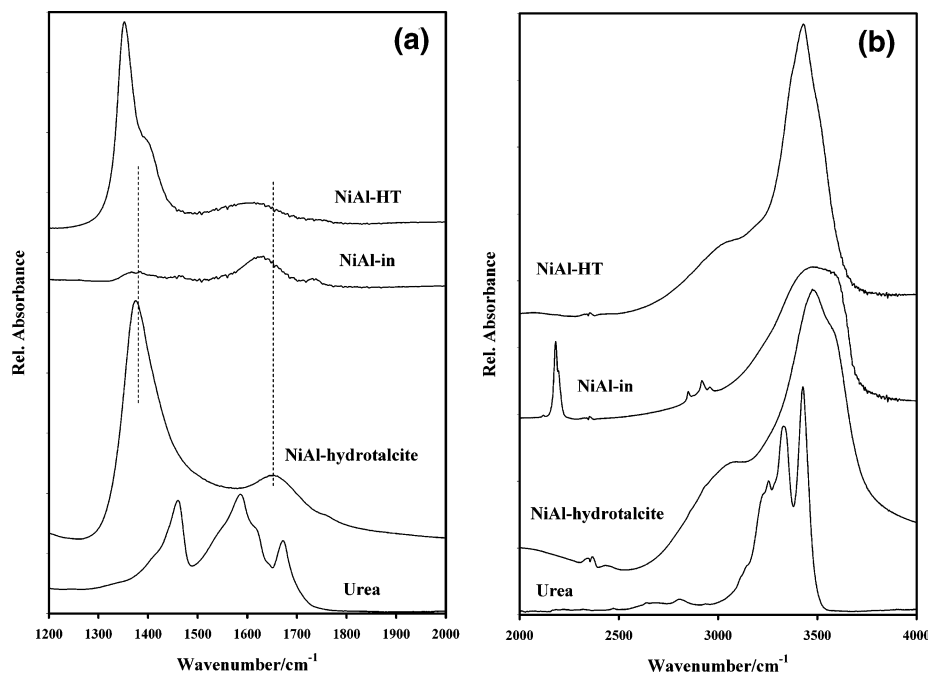 (a)
NiAl-HT
NiAl-in
NiAl-hydrotalcite
Urea
Rel. Absorbance
1200 1300 1400 1500 1600 1700 1800 1900 2000
Wavenumber/cm-1
(b)
NiAl-HT
NiAl-in
NiAl-hydrotalcite
Urea
Rel. Absorbance
2000 2500 3000 3500 4000
Wavenumber/cm-1